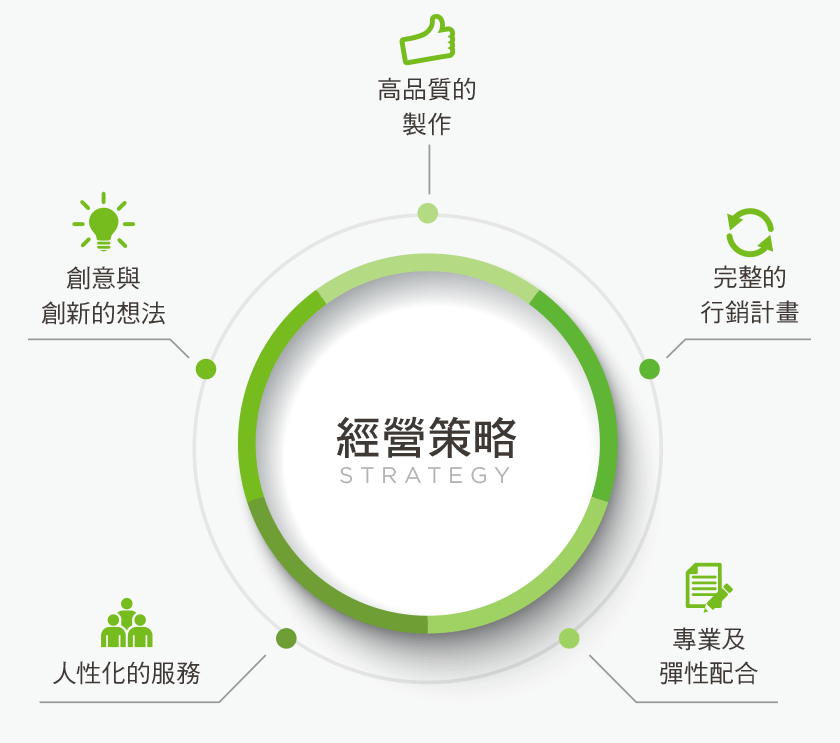 高品質的
製作
創意與
創新的想法
完整的
行銷計畫
經營策略
STRATEGY
人性化的服務
專業及
彈性配合